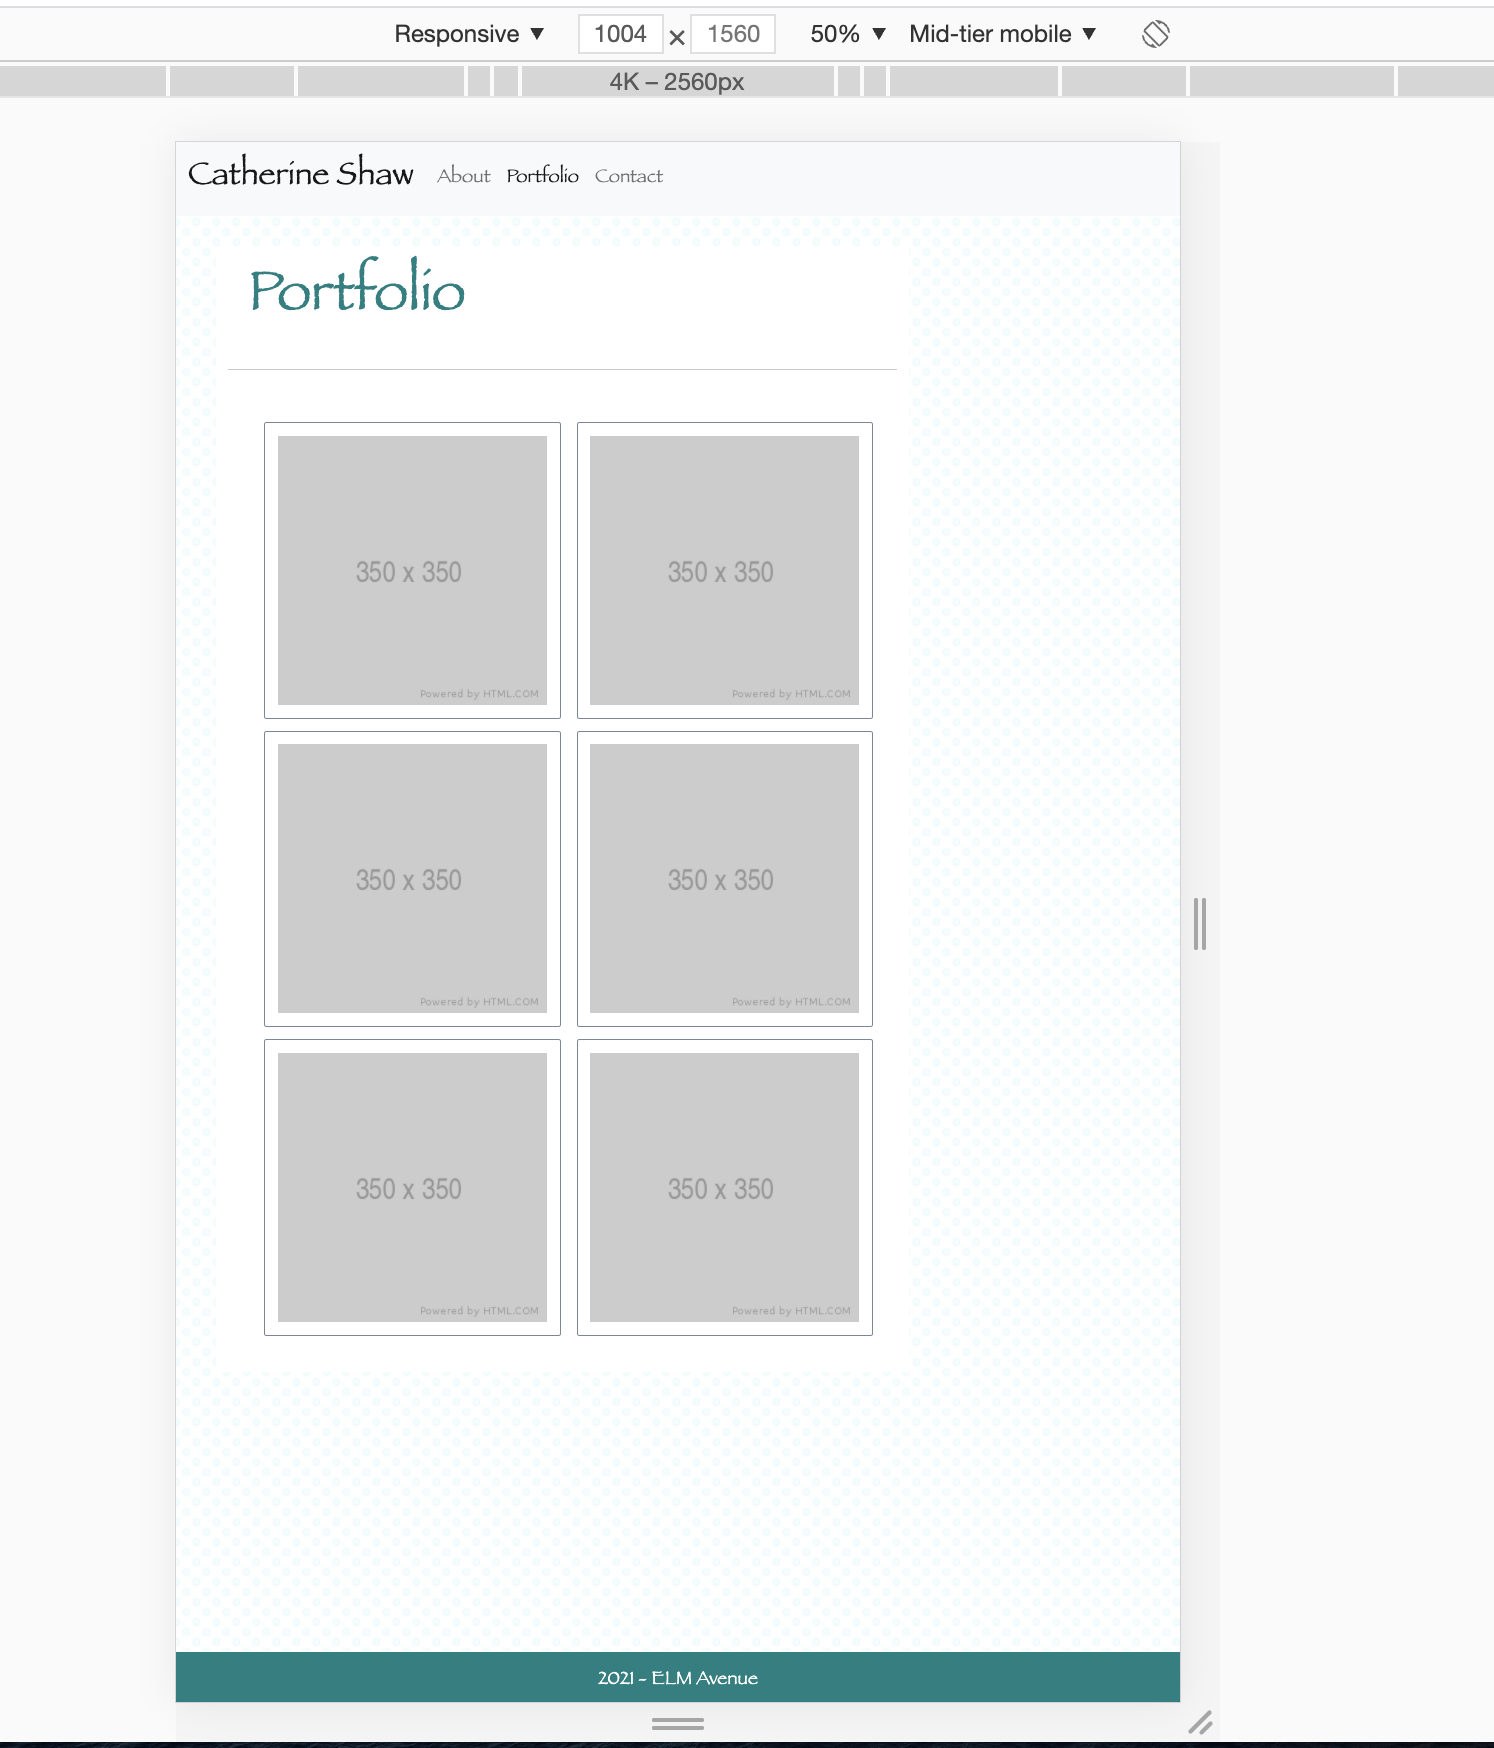 Responsive ▼ 1004 × 1560 50% ▼ Mid-tier mobile ▼
4K – 2560px
Catherine Shaw About Portfolio Contact
Portfolio
350 x 350 350 x 350
Powered by HTML.COM Powered by HTML.COM
350 x 350 350 x 350
Powered by HTML.COM Powered by HTML.COM
350 x 350 350 x 350
Powered by HTML.COM Powered by HTML.COM
2021 - ELM Avenue